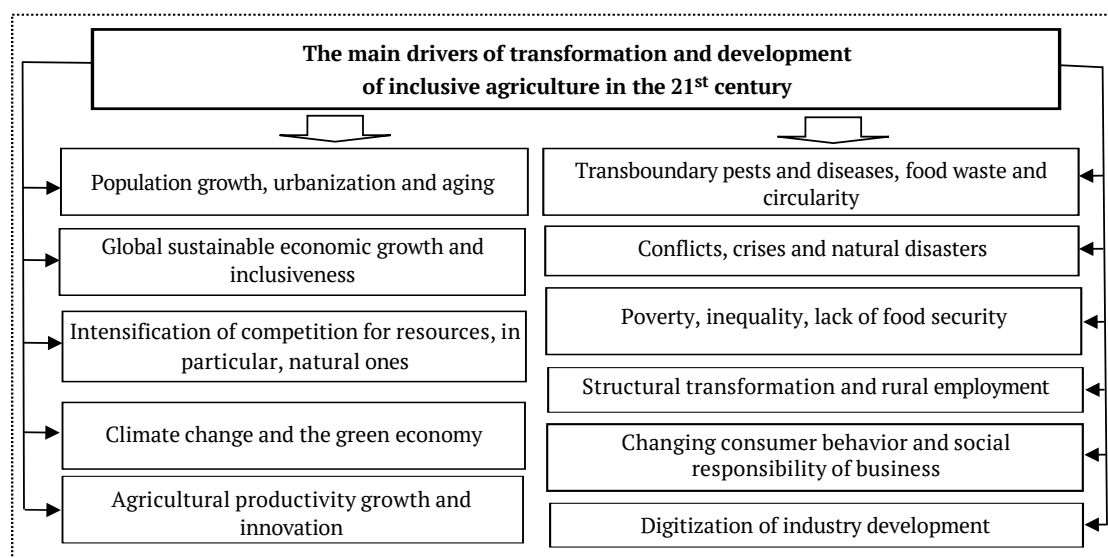 The main drivers of transformation and development
of inclusive agriculture in the 21st century
Population growth, urbanization and aging
Global sustainable economic growth and
inclusiveness
Intensification of competition for resources, in
particular, natural ones
Climate change and the green economy
Agricultural productivity growth and
innovation
Transboundary pests and diseases, food waste and
circularity
Conflicts, crises and natural disasters
Poverty, inequality, lack of food security
Structural transformation and rural employment
Changing consumer behavior and social
responsibility of business
Digitization of industry development